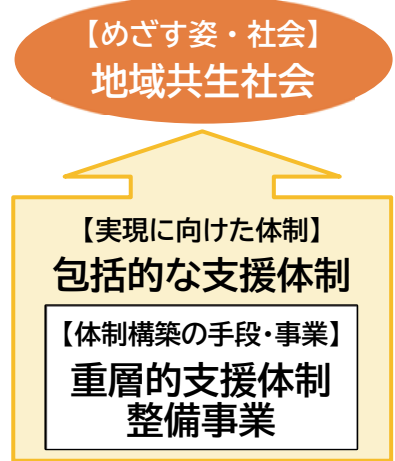 【めざす姿・社会】
地域共生社会
【実現に向けた体制】
包括的な支援体制
【体制構築の手段・事業】
重層的支援体制
整備事業